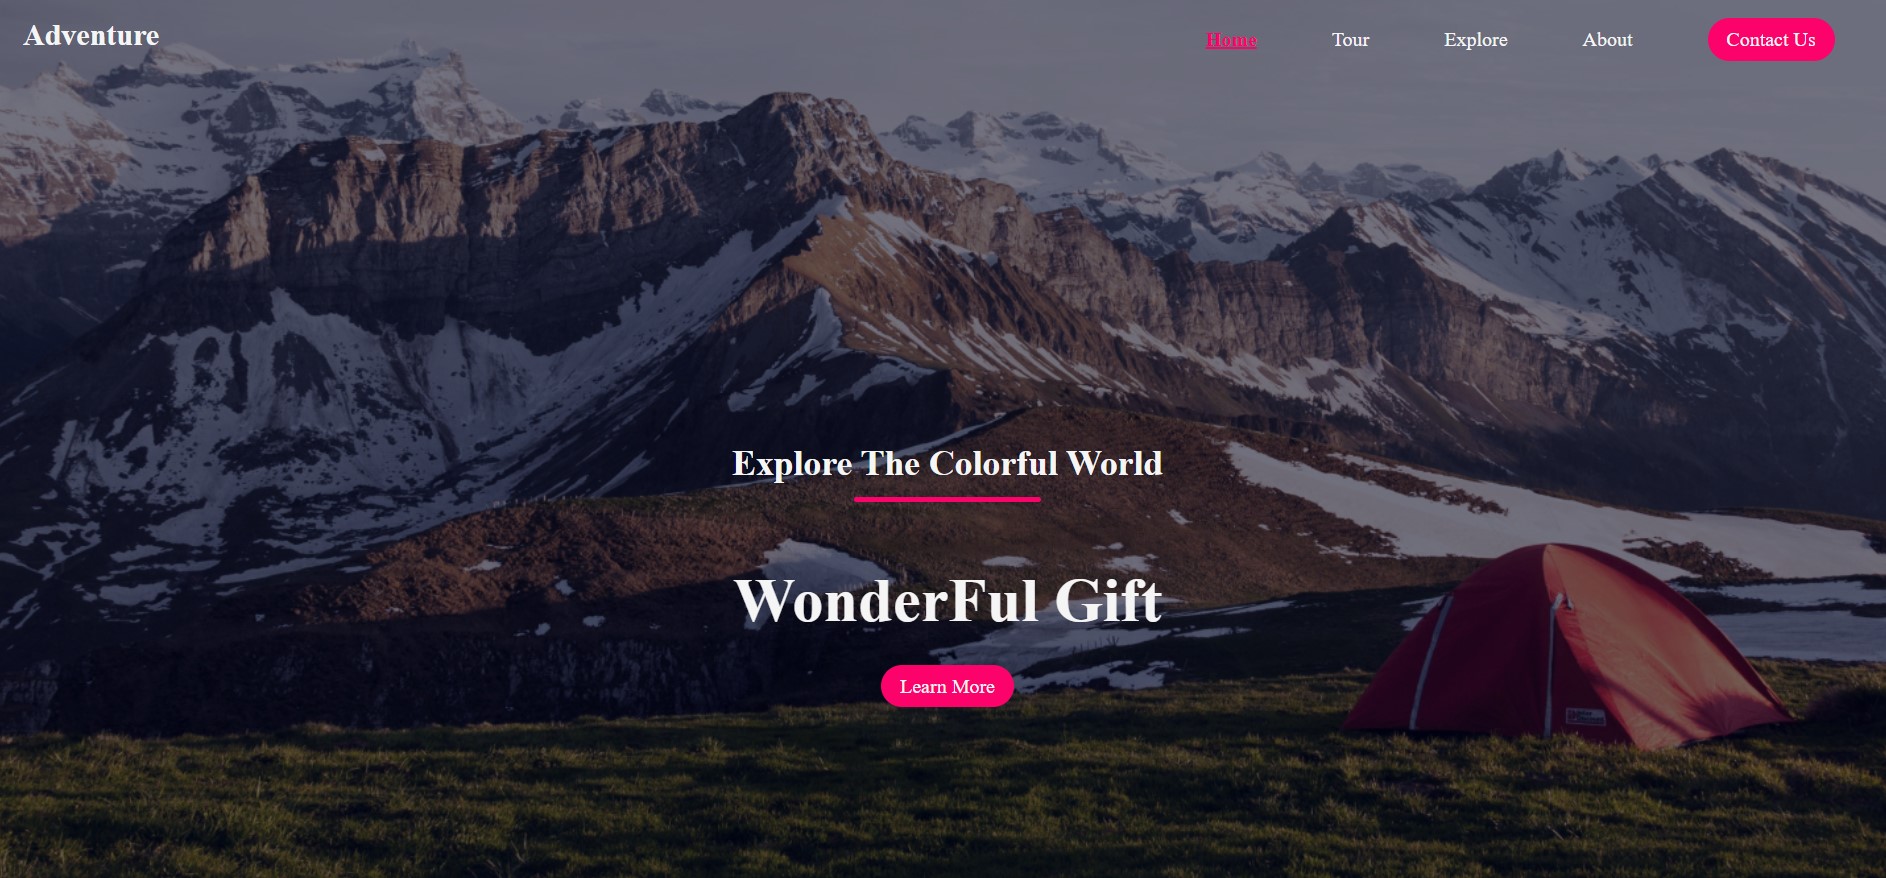 Adventure
Home
Tour
Explore
About
Contact Us
Explore The Colorful World
WonderFul Gift
Learn More